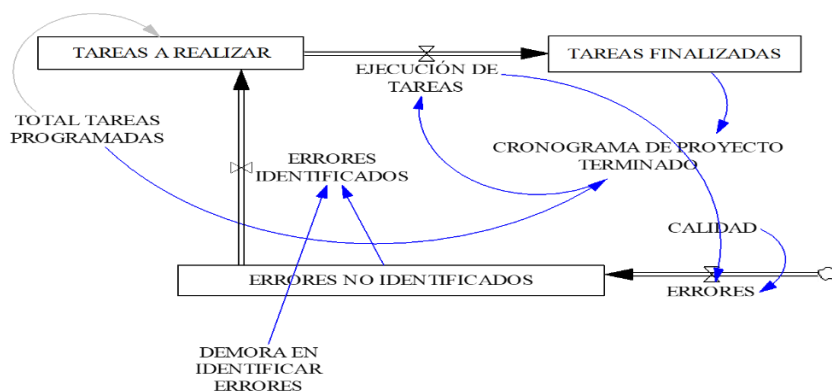 TAREAS A REALIZAR
TAREAS FINALIZADAS
EJECUCIÓN DE
TAREAS
TOTAL TAREAS
PROGRAMADAS
ERRORES
IDENTIFICADOS
CRONOGRAMA DE PROYECTO
TERMINADO
CALIDAD
ERRORES NO IDENTIFICADOS
ERRORES
DEMORA EN
IDENTIFICAR
ERRORES